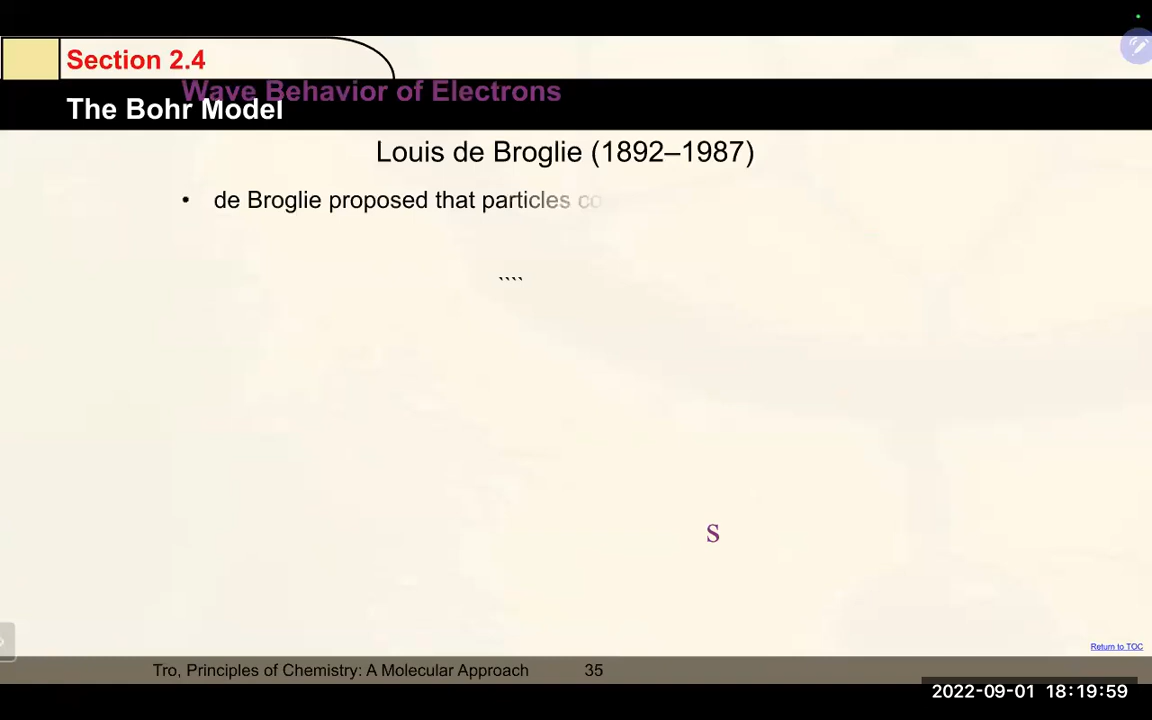 Section 2.4
Wave Behavior of Electrons
The Bohr Model
Louis de Broglie (1892–1987)
• de Broglie proposed that particles co
````
s
Return to TOC
Tro, Principles of Chemistry: A Molecular Approach 35
2022-09-01 18:19:59